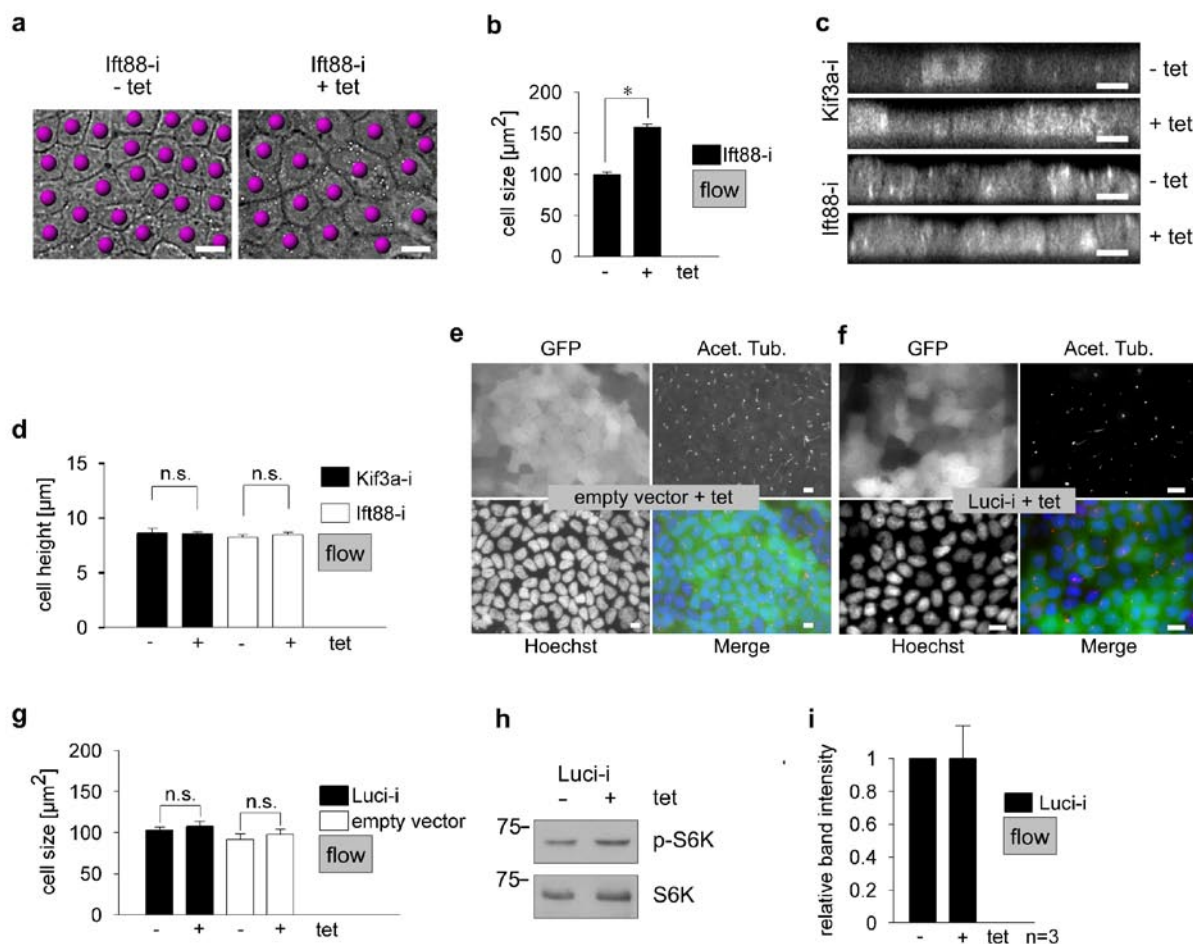 a
Ift88-i
- tet
Ift88-i
+ tet
b
cell size [µm²]
200
150
100
50
0
*
- + tet
Ift88-i
flow
c
Kif3a-i
- tet
+ tet
Ift88-i
- tet
+ tet
d
cell height [µm]
15
10
5
0
n.s. n.s.
- + - + tet
Kif3a-i
Ift88-i
flow
e
GFP Acet. Tub.
empty vector + tet
Hoechst Merge
f
GFP Acet. Tub.
Luci-i + tet
Hoechst Merge
g
cell size [µm²]
200
150
100
50
0
n.s. n.s.
- + - + tet
Luci-i
empty vector
flow
h
Luci-i
- + tet
75
p-S6K
75
S6K
i
relative band intensity
1
0.8
0.6
0.4
0.2
0
- + tet n=3
Luci-i
flow